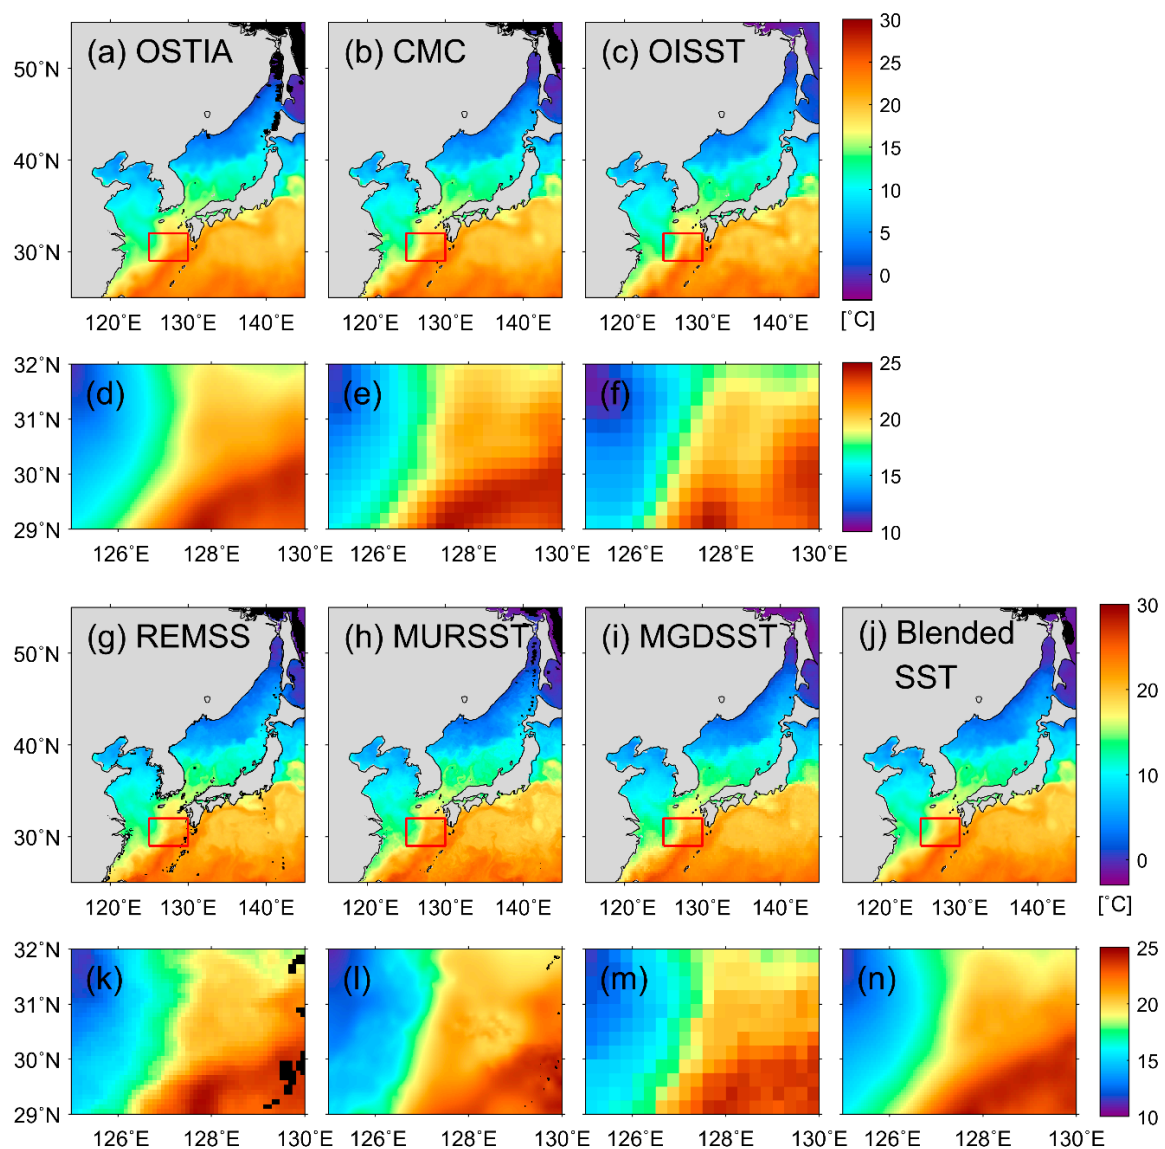 (a) OSTIA (b) CMC (c) OISST
50°N
40°N
30°N
120°E 130°E 140°E 120°E 130°E 140°E 120°E 130°E 140°E
30
25
20
15
10
5
0
[°C]
32°N
31°N
30°N
29°N
(d) (e) (f)
126°E 128°E 130°E 126°E 128°E 130°E 126°E 128°E 130°E
25
20
15
10
(g) REMSS (h) MURSST (i) MGDSST (j) Blended
SST
50°N
40°N
30°N
120°E 130°E 140°E 120°E 130°E 140°E 120°E 130°E 140°E 120°E 130°E 140°E
30
20
10
0
[°C]
32°N
31°N
30°N
29°N
(k) (l) (m) (n)
126°E 128°E 130°E 126°E 128°E 130°E 126°E 128°E 130°E 126°E 128°E 130°E
25
20
15
10